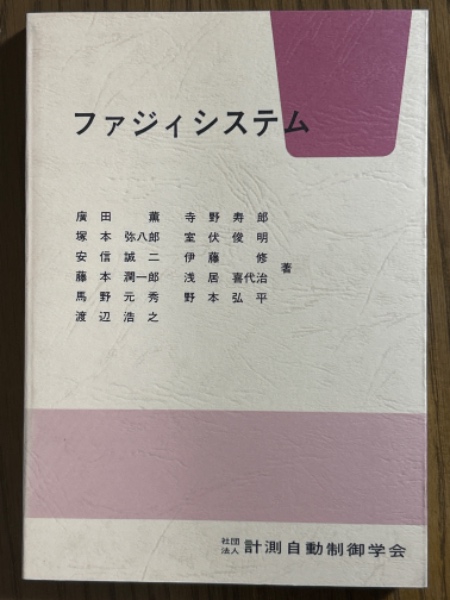 ファジィシステム
廣田薫 寺野寿郎
塚本弥八郎 室伏俊明
安信誠二 伊藤修
藤本潤一郎 浅居喜代治
馬野元秀 野本弘平
渡辺浩之
著
社団法人 計測自動制御学会